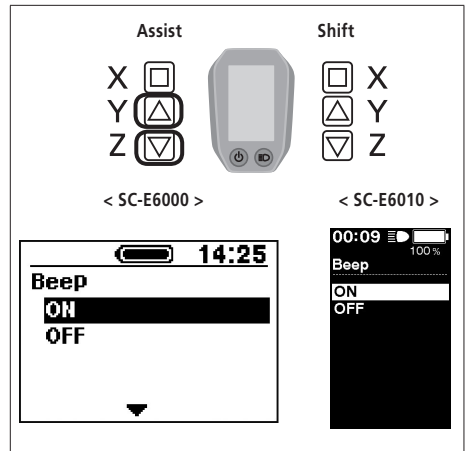 Assist Shift
X X
Y Y
Z Z
< SC-E6000 > < SC-E6010 >
14:25
Beep
ON
OFF
00:09
100 %
Beep
ON
OFF